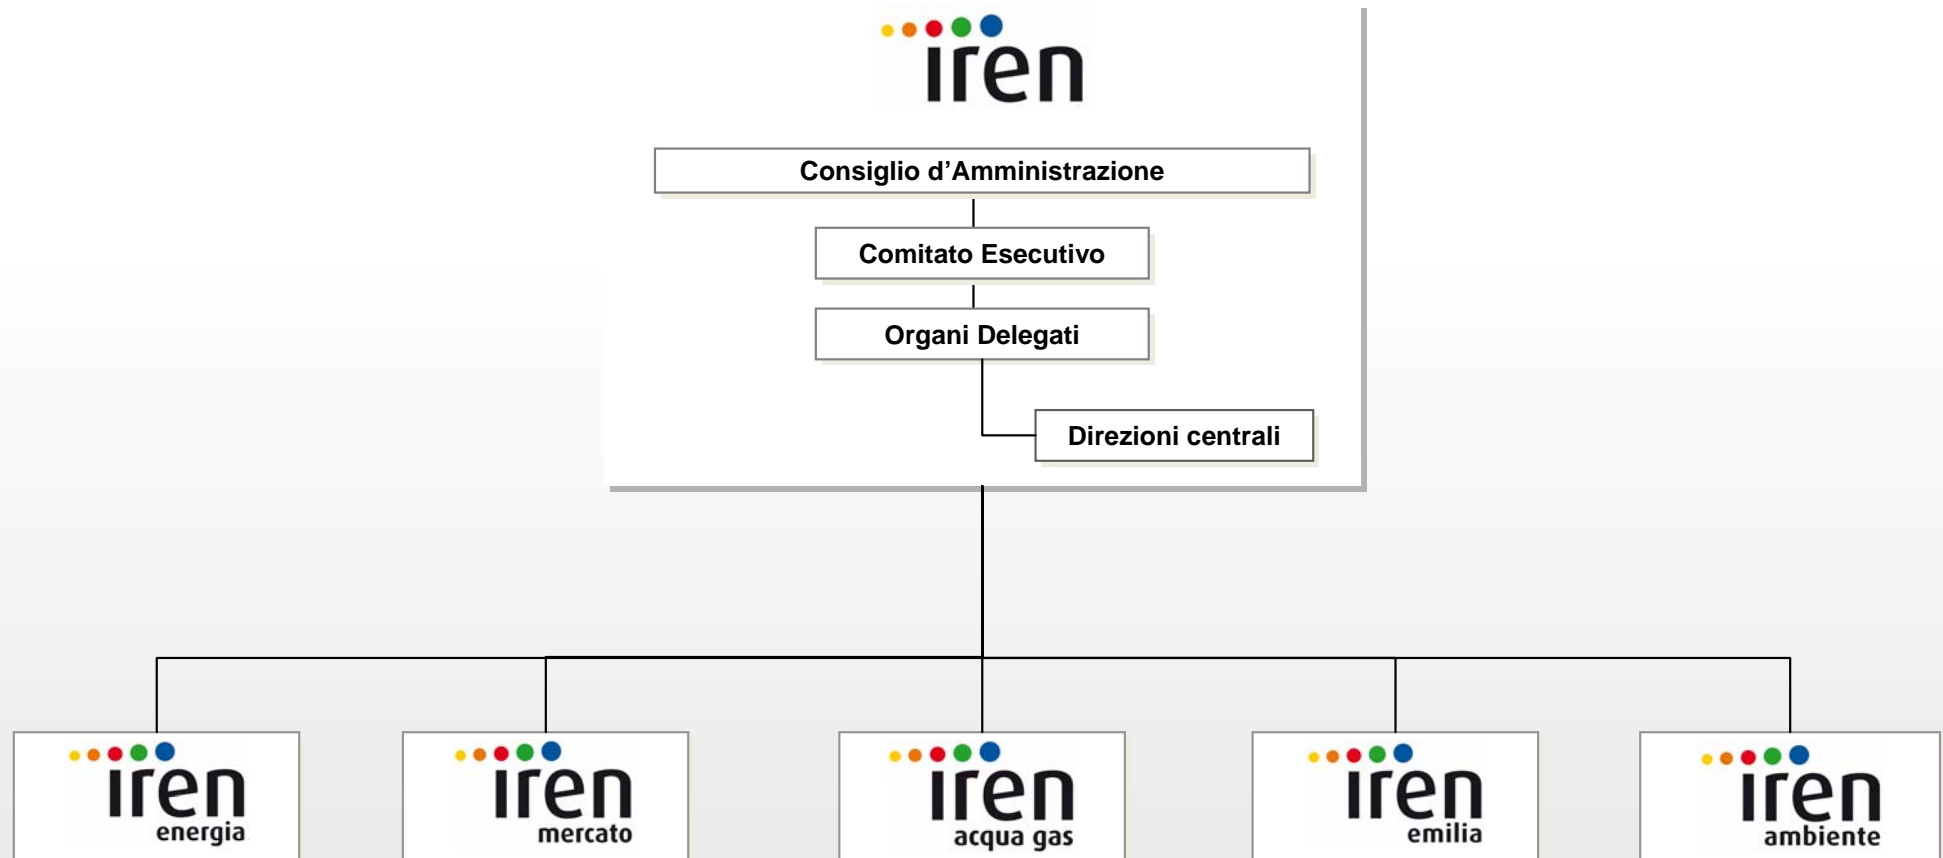 iren
Consiglio d’Amministrazione
Comitato Esecutivo
Organi Delegati
Direzioni centrali
iren
energia
iren
mercato
iren
acqua gas
iren
emilia
iren
ambiente